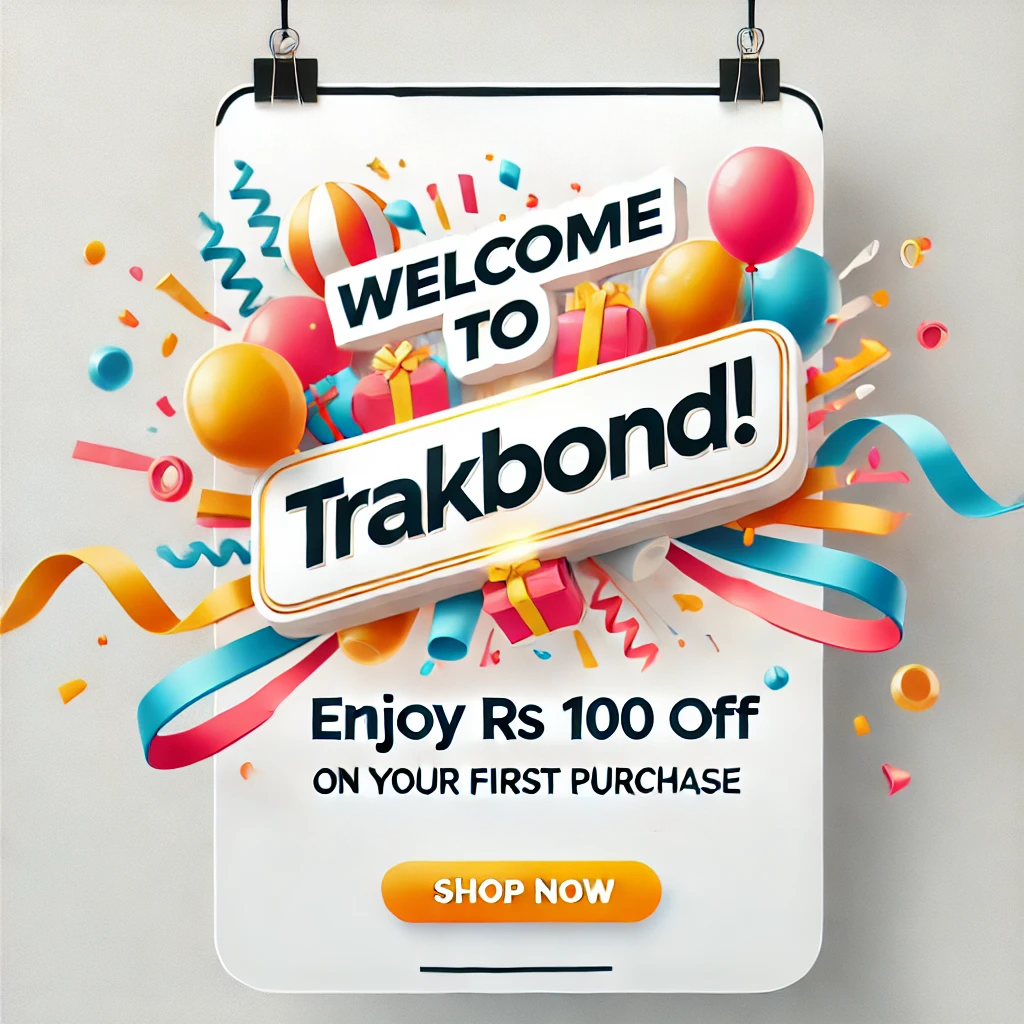 WELCOME
TO
Trakbond!
Enjoy Rs 100 Off
ON YOUR FIRST PURCHASE
SHOP NOW